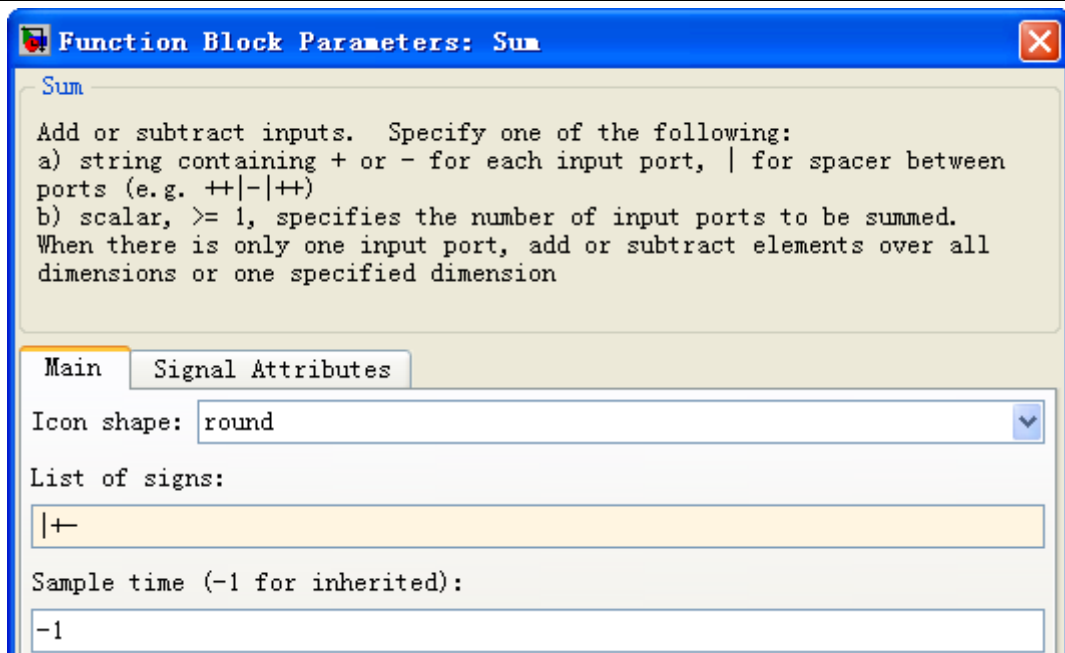 Function Block Parameters: Sum
Sum
Add or subtract inputs. Specify one of the following:
a) string containing + or - for each input port, | for spacer between
ports (e.g. ++|-|++)
b) scalar, >= 1, specifies the number of input ports to be summed.
When there is only one input port, add or subtract elements over all
dimensions or one specified dimension
Main
Signal Attributes
Icon shape: round
List of signs:
|+-
Sample time (-1 for inherited):
-1